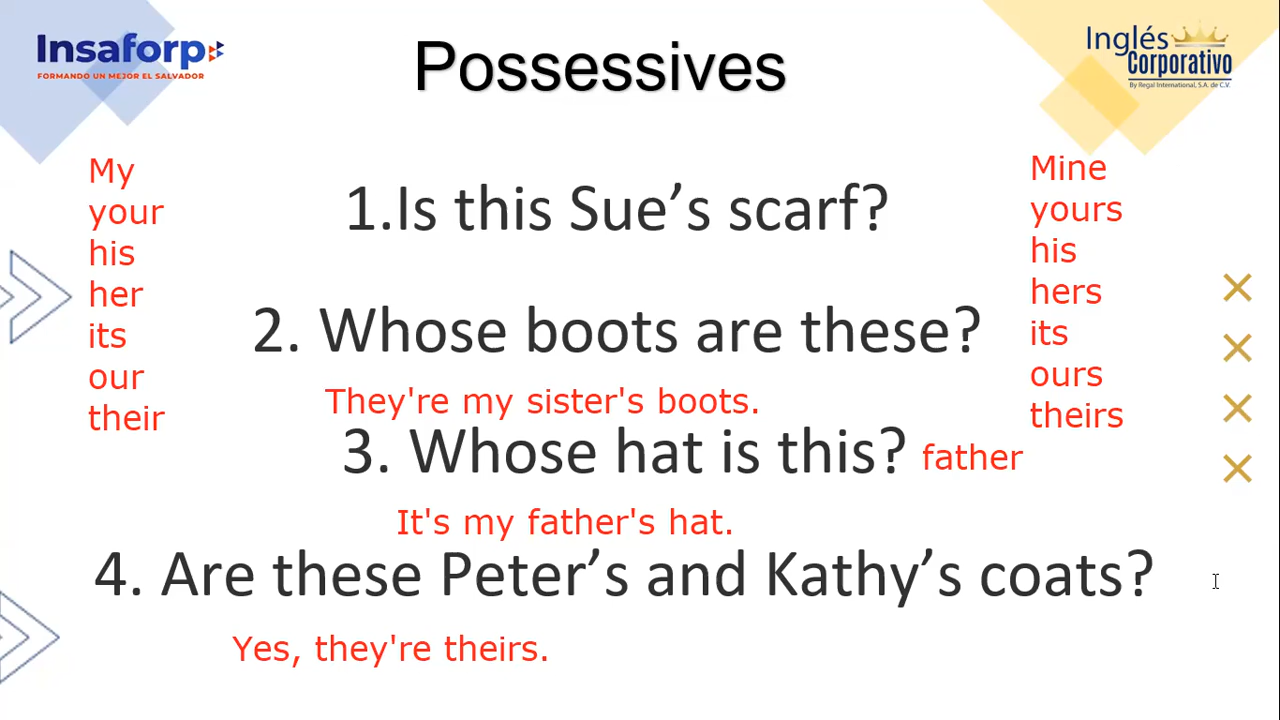 Insaforp
FORMANDO UN MEJOR EL SALVADOR
Possessives
Inglés
Corporativo
By Regal International, S.A. de C.V.
My
your
his
her
its
our
their
1.Is this Sue’s scarf?
2. Whose boots are these?
They're my sister's boots.
3. Whose hat is this? father
It's my father's hat.
4. Are these Peter’s and Kathy’s coats?
Yes, they're theirs.
Mine
yours
his
hers
its
ours
theirs